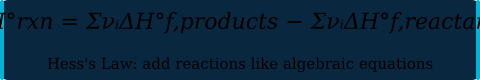 H°rxn = ΣνᵢΔH°f,products − ΣνᵢΔH°f,reactan
Hess's Law: add reactions like algebraic equations